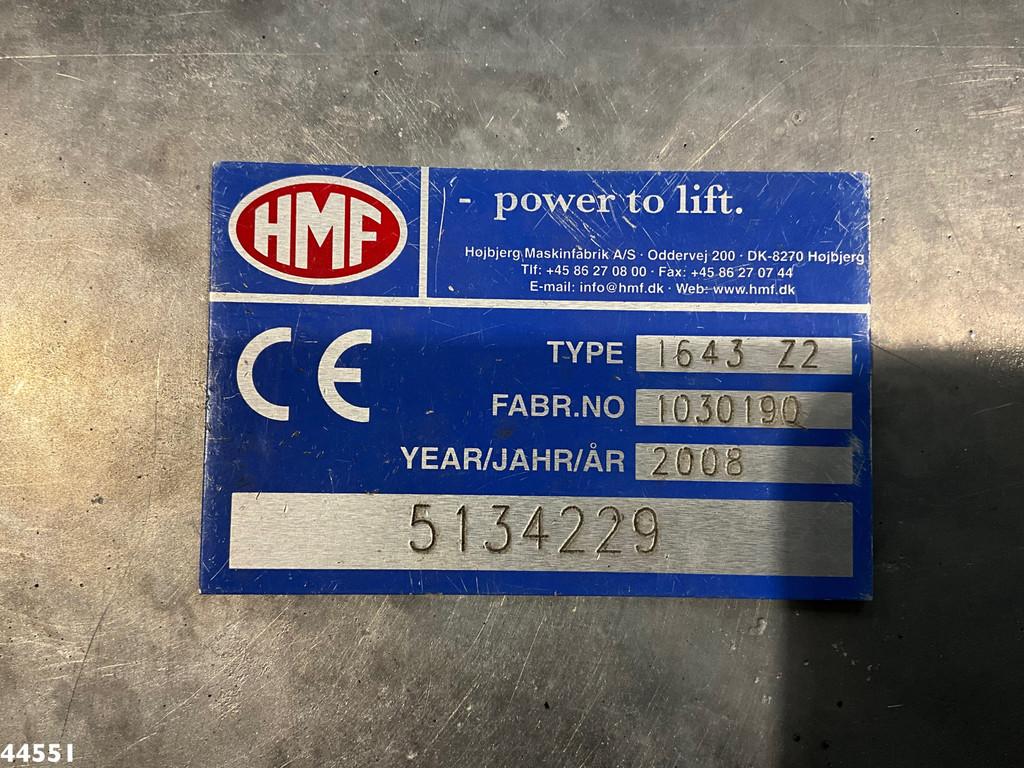 HMF
- power to lift.
Højbjerg Maskinfabrik A/S · Oddervej 200 · DK-8270 Højbjerg
Tlf: +45 86 27 08 00 · Fax: +45 86 27 07 44
E-mail: info@hmf.dk · Web: www.hmf.dk
CE
TYPE 1643 Z2
FABR.NO 1030190
YEAR/JAHR/ÅR 2008
5134229
44551